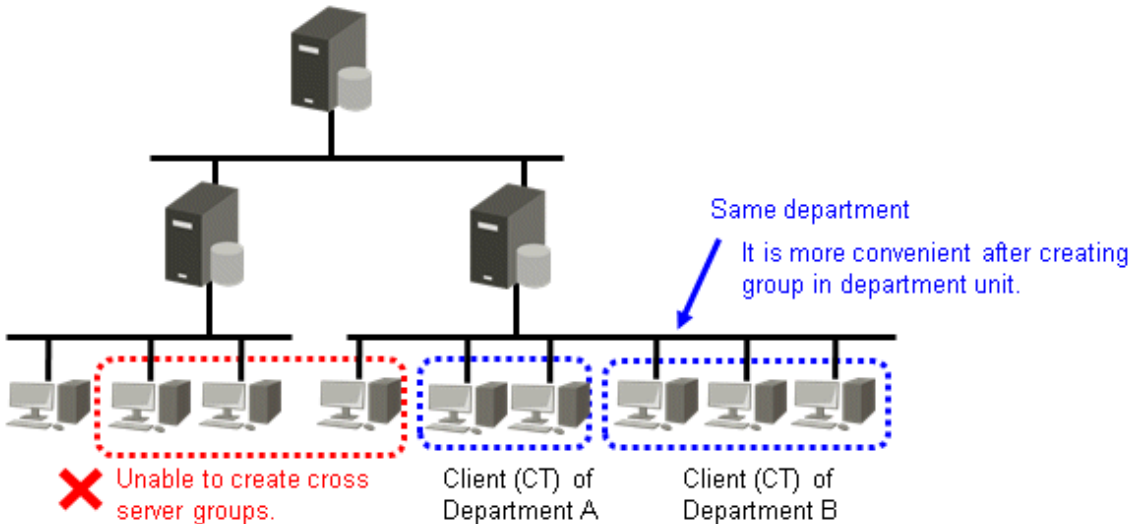 Same department
It is more convenient after creating
group in department unit.
Unable to create cross
server groups.
Client (CT) of
Department A
Client (CT) of
Department B